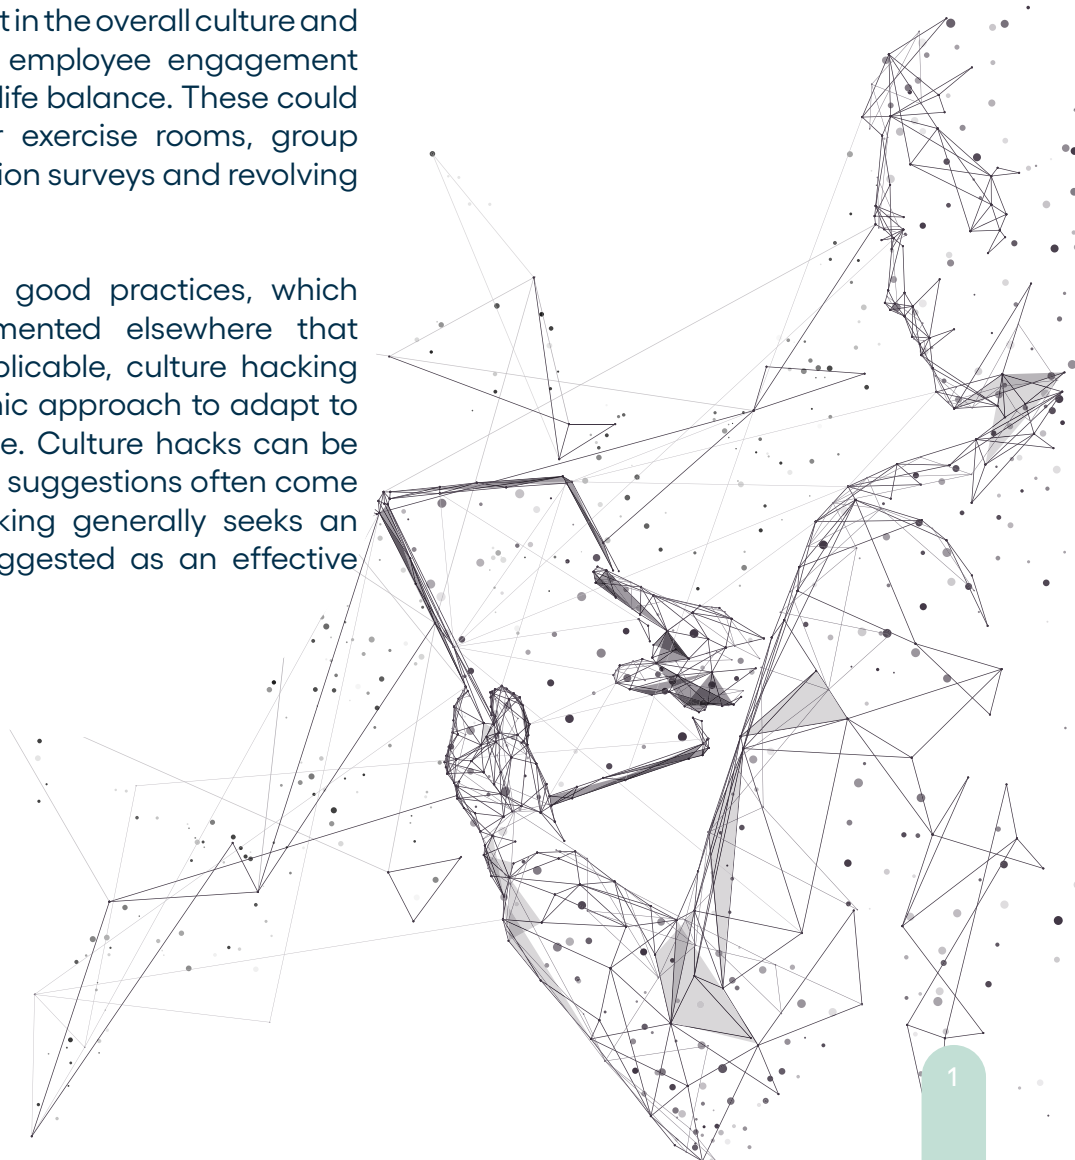 t in the overall culture and
employee engagement
life balance. These could
r exercise rooms, group
ion surveys and revolving
good practices, which
mented elsewhere that
plicable, culture hacking
nic approach to adapt to
e. Culture hacks can be
suggestions often come
king generally seeks an
ggested as an effective
1